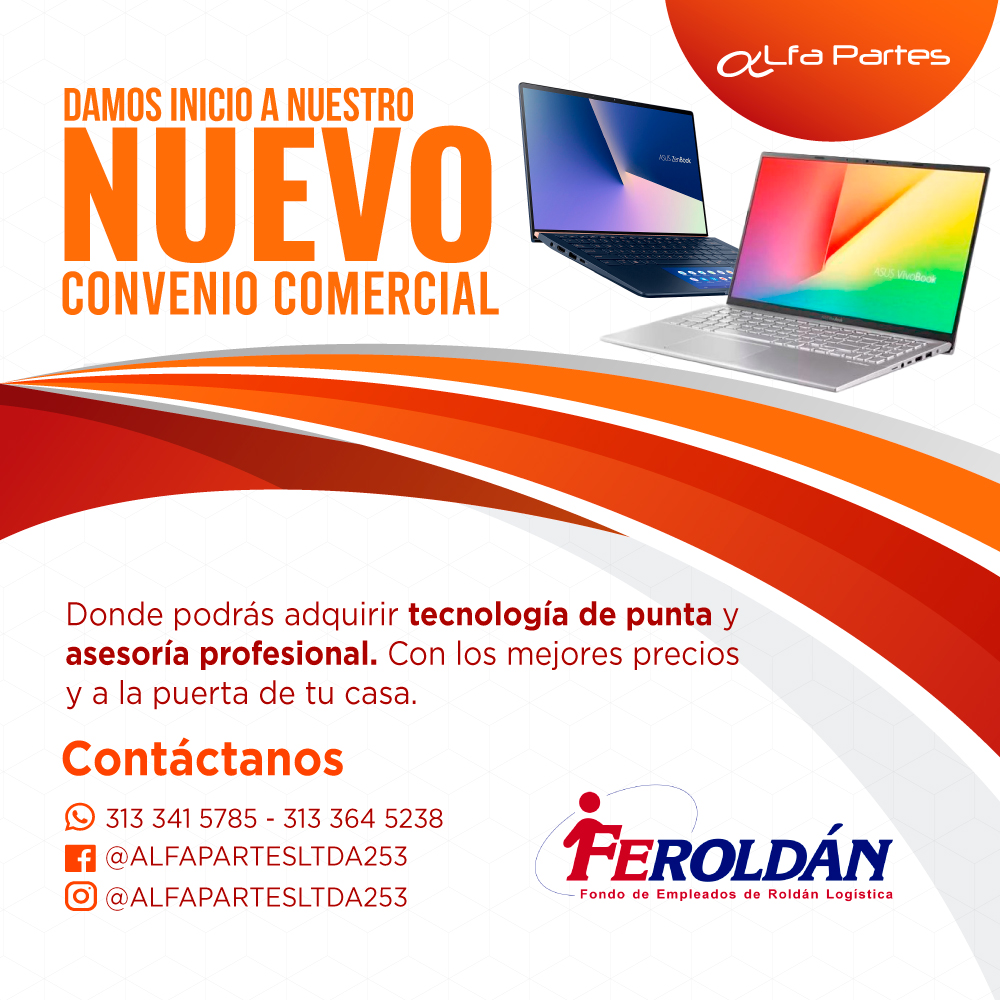 αLfa Partes
DAMOS INICIO A NUESTRO
NUEVO
CONVENIO COMERCIAL
ASUS ZenBook
ASUS VivoBook
Donde podrás adquirir tecnología de punta y
asesoría profesional. Con los mejores precios
y a la puerta de tu casa.
Contáctanos
313 341 5785 - 313 364 5238
@ALFAPARTESLTDA253
@ALFAPARTESLTDA253
FEROLDÁN
Fondo de Empleados de Roldán Logística